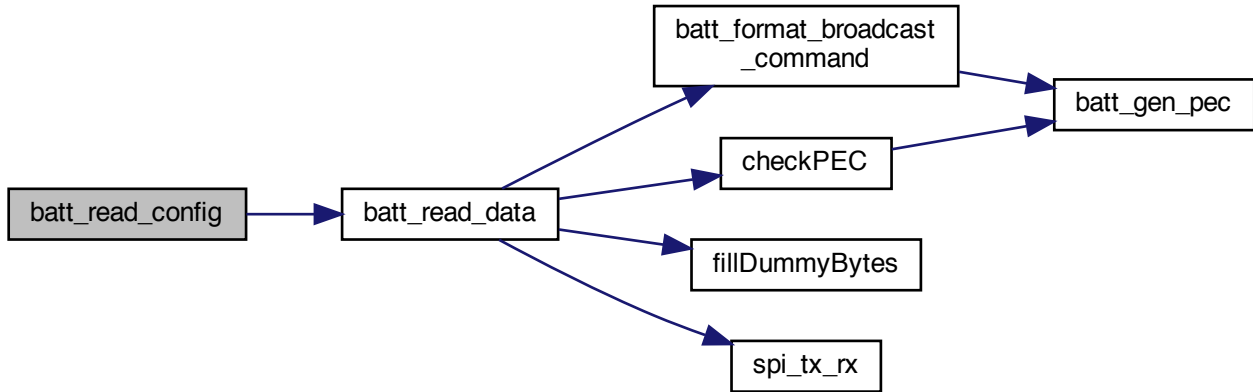 batt_read_config
batt_read_data
batt_format_broadcast
_command
checkPEC
fillDummyBytes
spi_tx_rx
batt_gen_pec